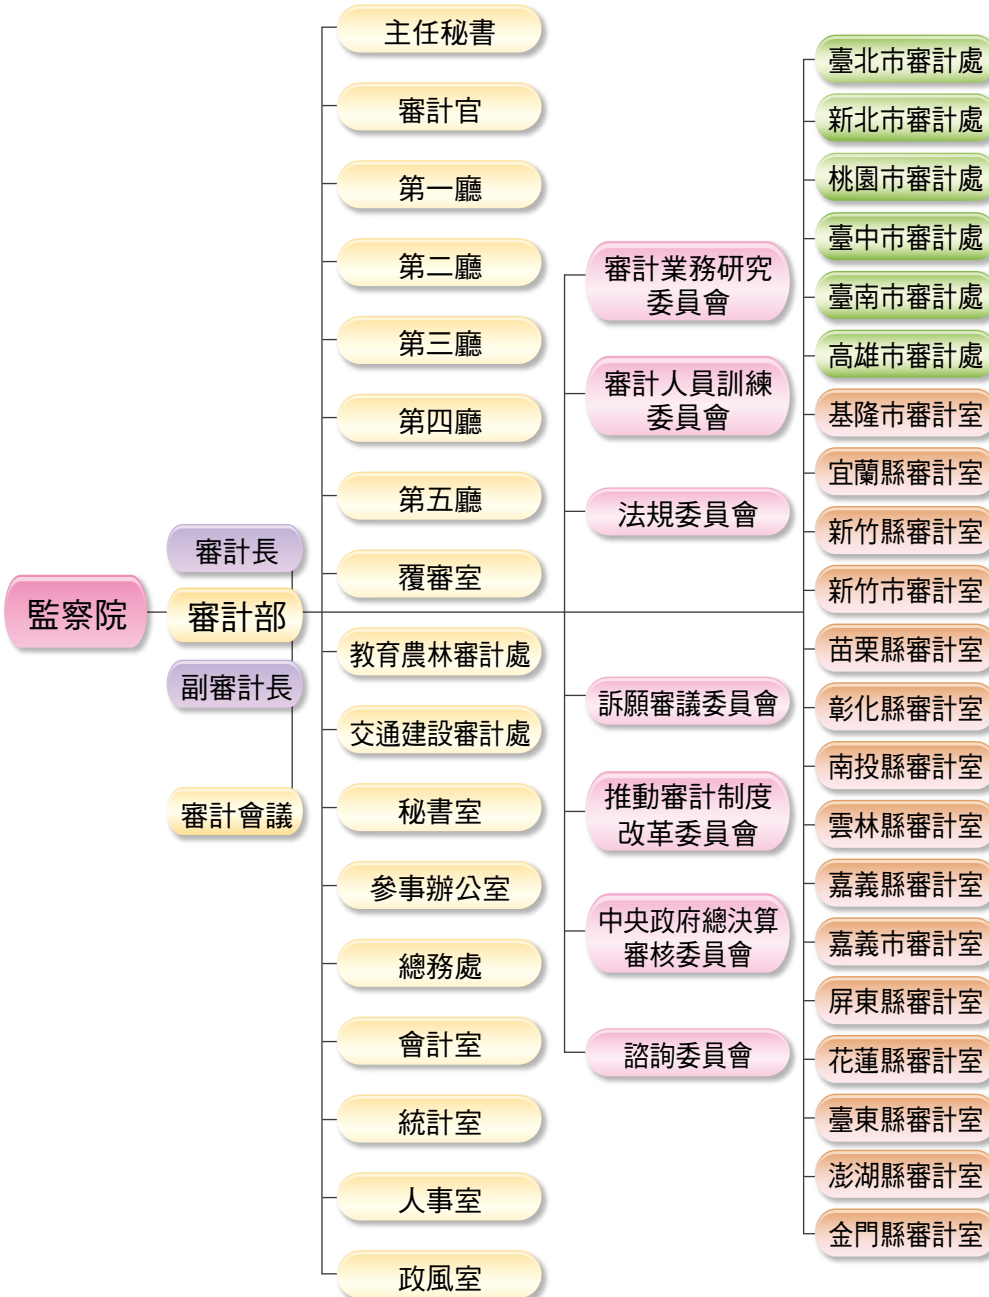 監察院
審計長
審計部
副審計長
審計會議
主任秘書
審計官
第一廳
第二廳
第三廳
第四廳
第五廳
覆審室
教育農林審計處
交通建設審計處
秘書室
參事辦公室
總務處
會計室
統計室
人事室
政風室
審計業務研究
委員會
審計人員訓練
委員會
法規委員會
訴願審議委員會
推動審計制度
改革委員會
中央政府總決算
審核委員會
諮詢委員會
臺北市審計處
新北市審計處
桃園市審計處
臺中市審計處
臺南市審計處
高雄市審計處
基隆市審計室
宜蘭縣審計室
新竹縣審計室
新竹市審計室
苗栗縣審計室
彰化縣審計室
南投縣審計室
雲林縣審計室
嘉義縣審計室
嘉義市審計室
屏東縣審計室
花蓮縣審計室
臺東縣審計室
澎湖縣審計室
金門縣審計室